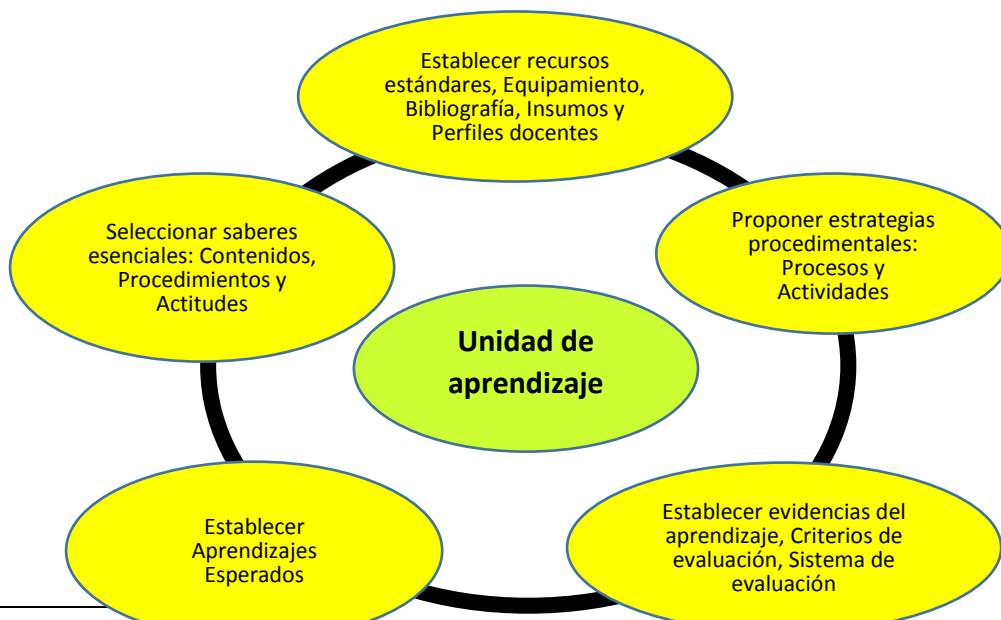 Establecer recursos
estándares, Equipamiento,
Bibliografía, Insumos y
Perfiles docentes
Seleccionar saberes
esenciales: Contenidos,
Procedimientos y
Actitudes
Proponer estrategias
procedimentales:
Procesos y
Actividades
Unidad de
aprendizaje
Establecer
Aprendizajes
Esperados
Establecer evidencias del
aprendizaje, Criterios de
evaluación, Sistema de
evaluación